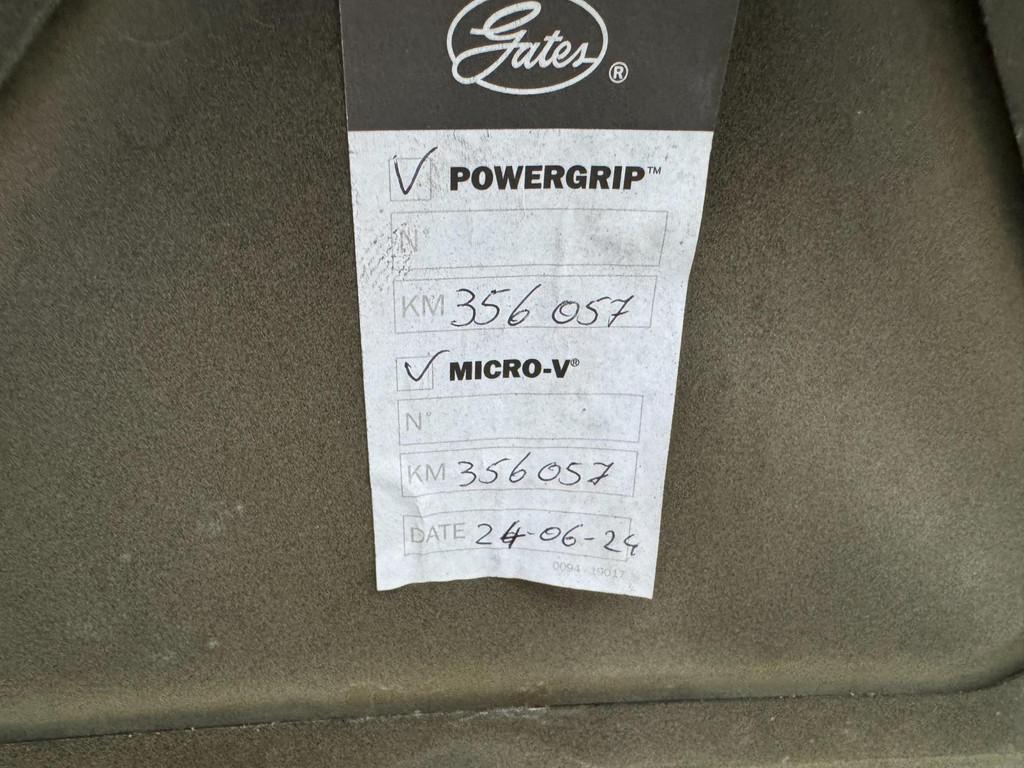 Gates®
✓ POWERGRIP™
N°
KM 356 057
✓ MICRO-V®
N°
KM 356057
DATE 24-06-24
0094-19017